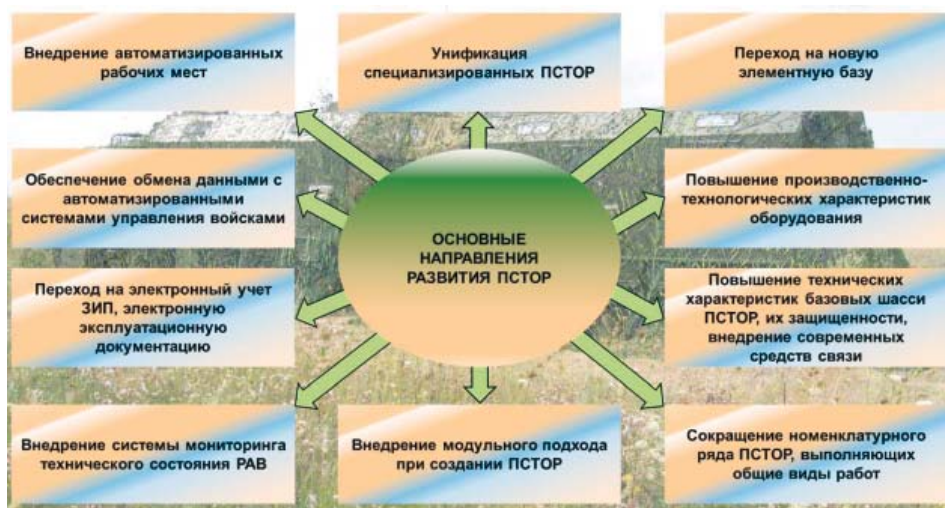 Внедрение автоматизированных
рабочих мест
Унификация
специализированных ПСТОР
Переход на новую
элементную базу
Обеспечение обмена данными с
автоматизированными
системами управления войсками
ОСНОВНЫЕ
НАПРАВЛЕНИЯ
РАЗВИТИЯ ПСТОР
Повышение производственно-
технологических характеристик
оборудования
Переход на электронный учет
ЗИП, электронную
эксплуатационную
документацию
Повышение технических
характеристик базовых шасси
ПСТОР, их защищенности,
внедрение современных
средств связи
Внедрение системы мониторинга
технического состояния РАВ
Внедрение модульного подхода
при создании ПСТОР
Сокращение номенклатурного
ряда ПСТОР, выполняющих
общие виды работ